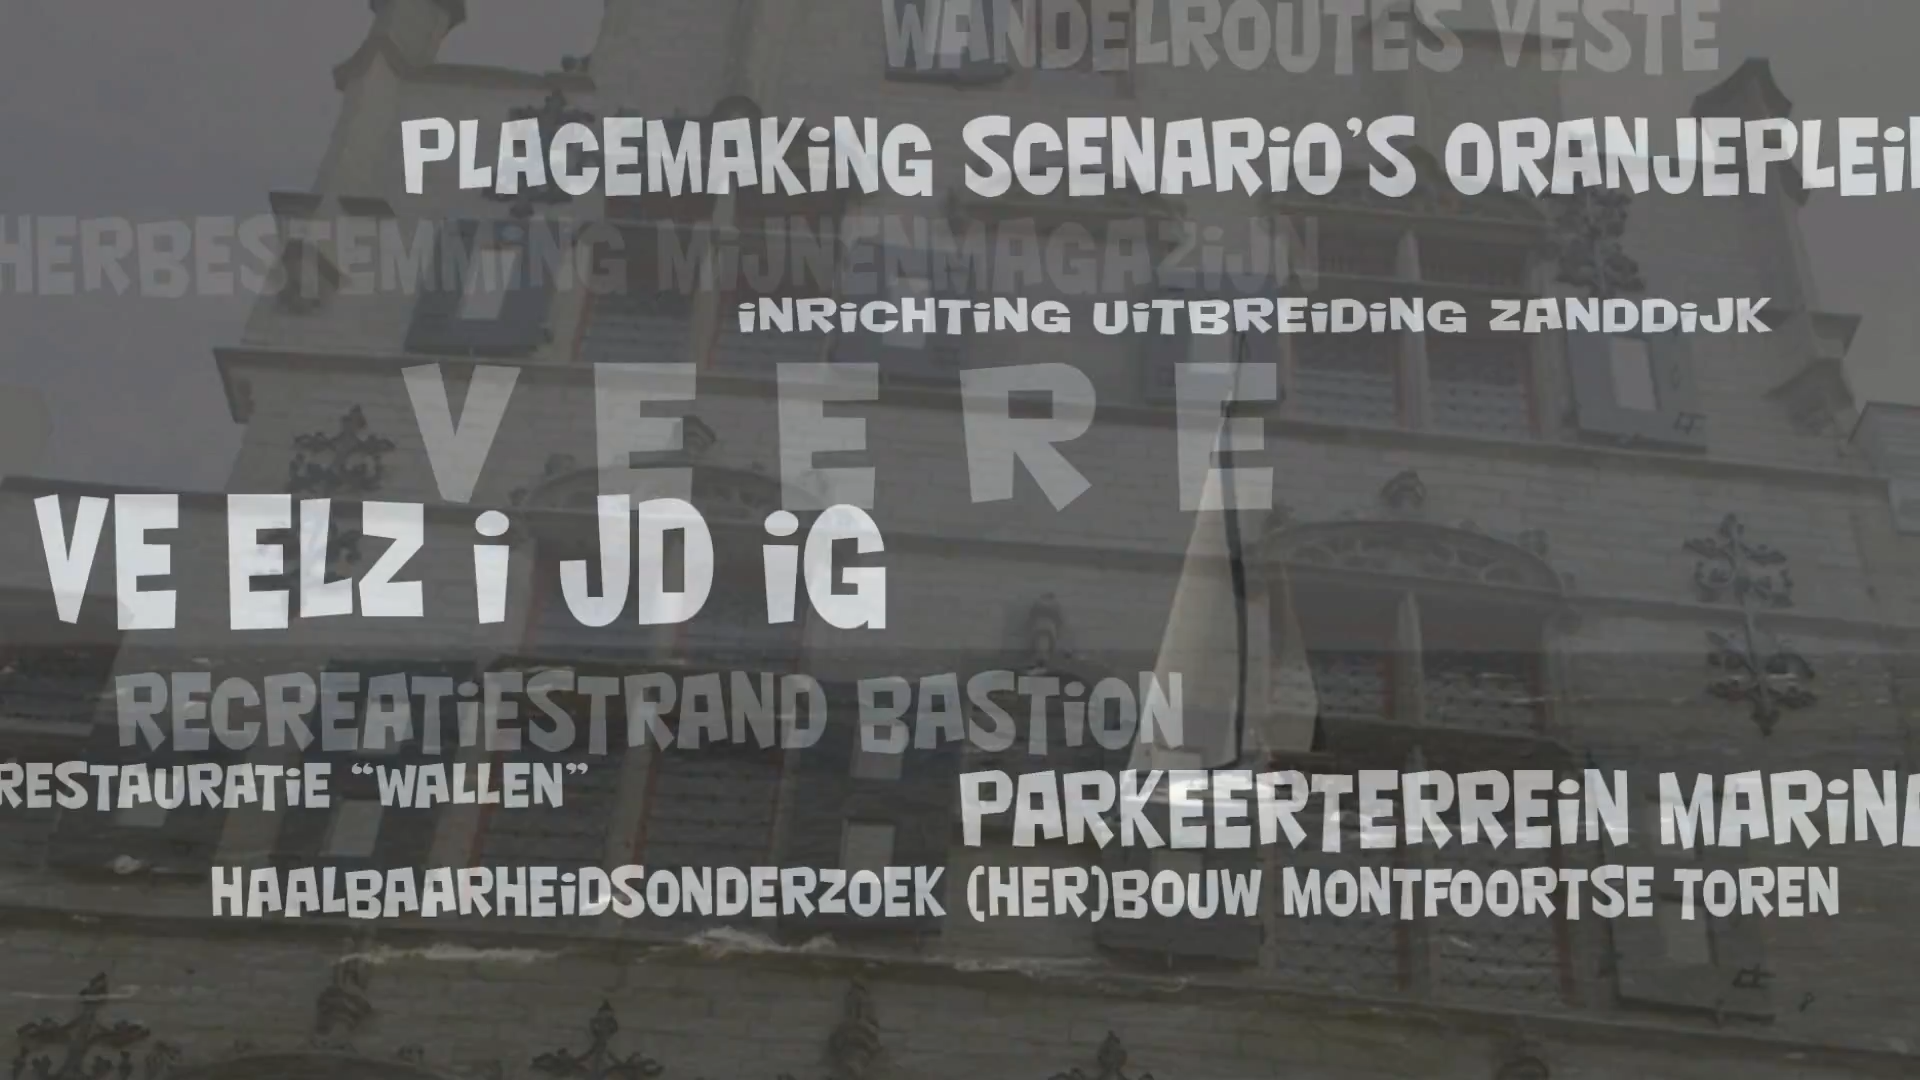 WANDELROUTES VESTE
PLACEMAKING SCENARIO'S ORANJEPLEIN
HERBESTEMMING MIJNENMAGAZIJN
INRICHTING UITBREIDING ZANDDIJK
VEERE
VE ELZ I JD IG
RECREATIESTRAND BASTION
RESTAURATIE “WALLEN”
PARKEERTERREIN MARINA
HAALBAARHEIDSONDERZOEK (HER)BOUW MONTFOORTSE TOREN